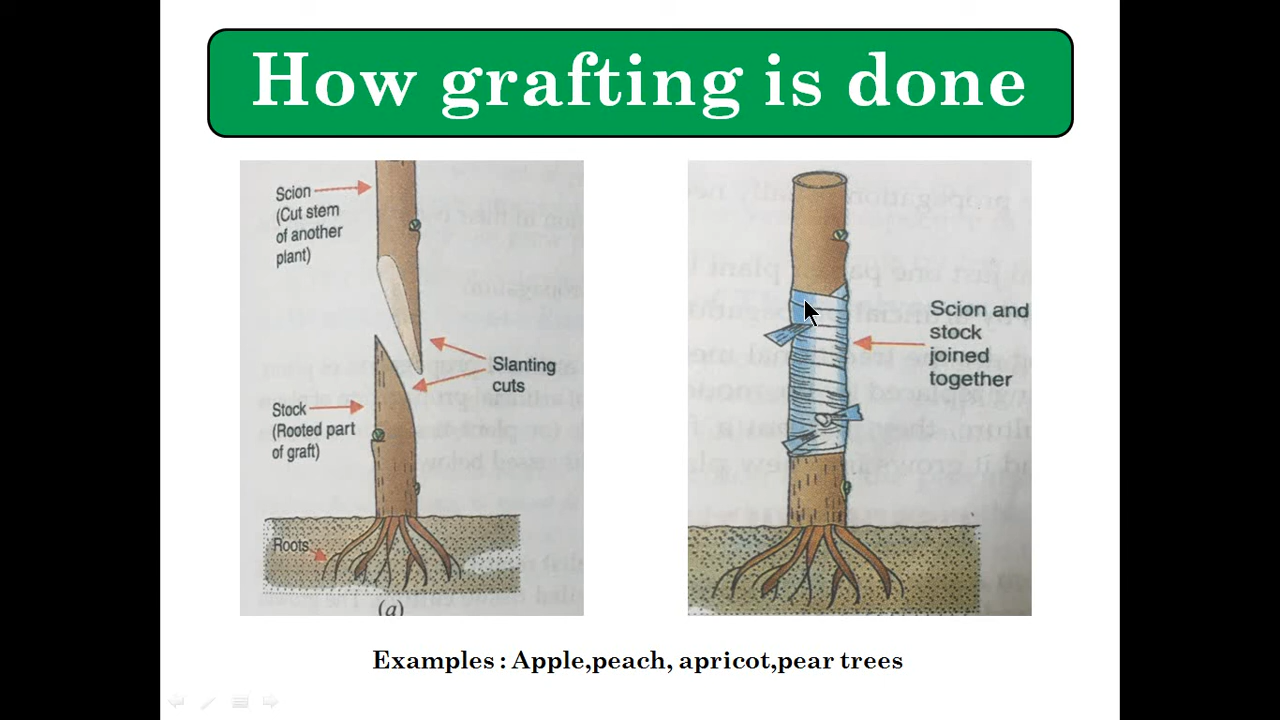 How grafting is done
Scion
(Cut stem
of another
plant)
Slanting
cuts
Stock
(Rooted part
of graft)
Roots
(a)
Scion and
stock
joined
together
Examples : Apple,peach, apricot,pear trees